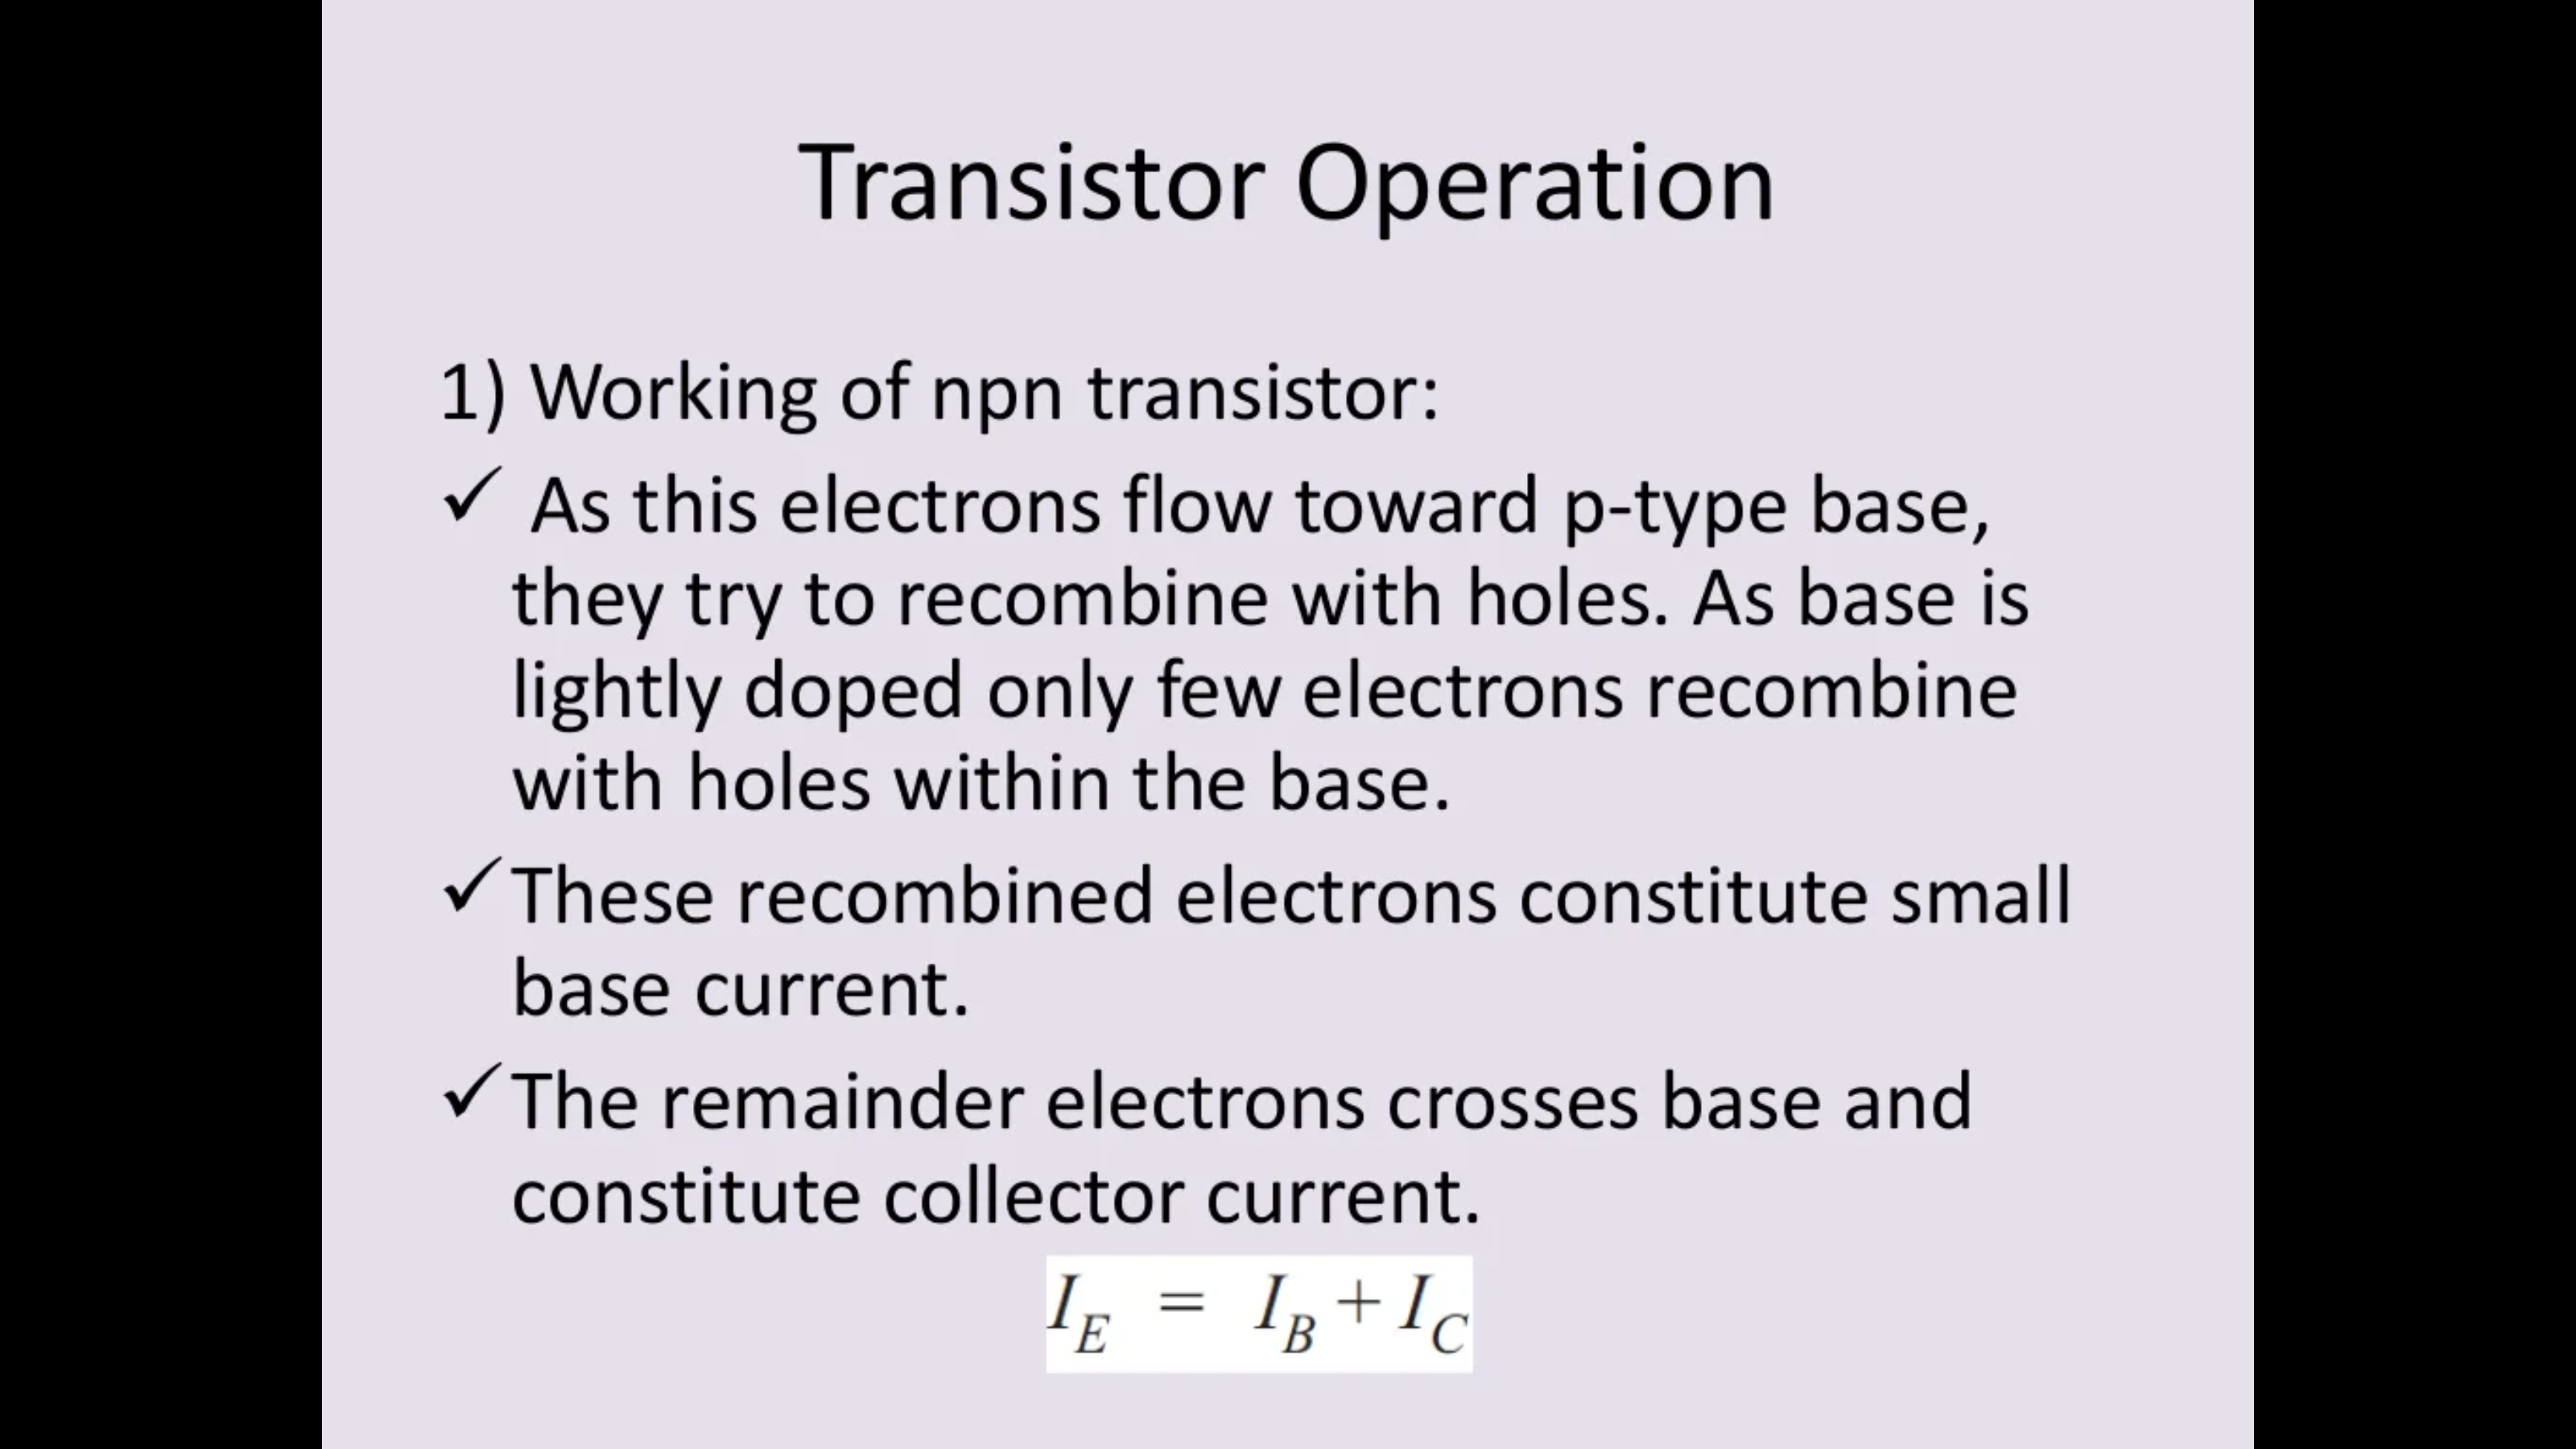 Transistor Operation
1) Working of npn transistor:
✓ As this electrons flow toward p-type base,
they try to recombine with holes. As base is
lightly doped only few electrons recombine
with holes within the base.
✓ These recombined electrons constitute small
base current.
✓ The remainder electrons crosses base and
constitute collector current.
I_E = I_B + I_C